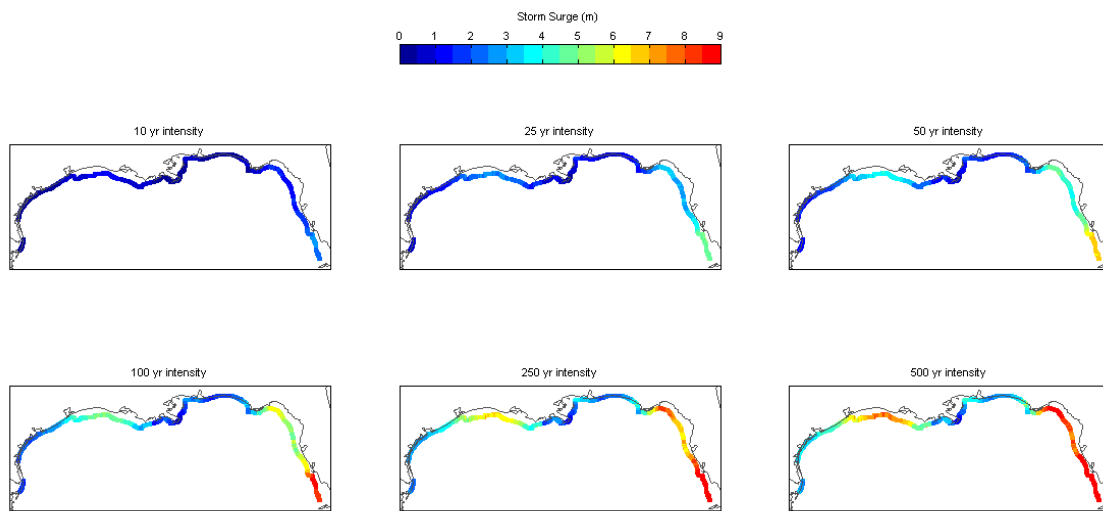 Storm Surge (m)
0 1 2 3 4 5 6 7 8 9
10 yr intensity
25 yr intensity
50 yr intensity
100 yr intensity
250 yr intensity
500 yr intensity